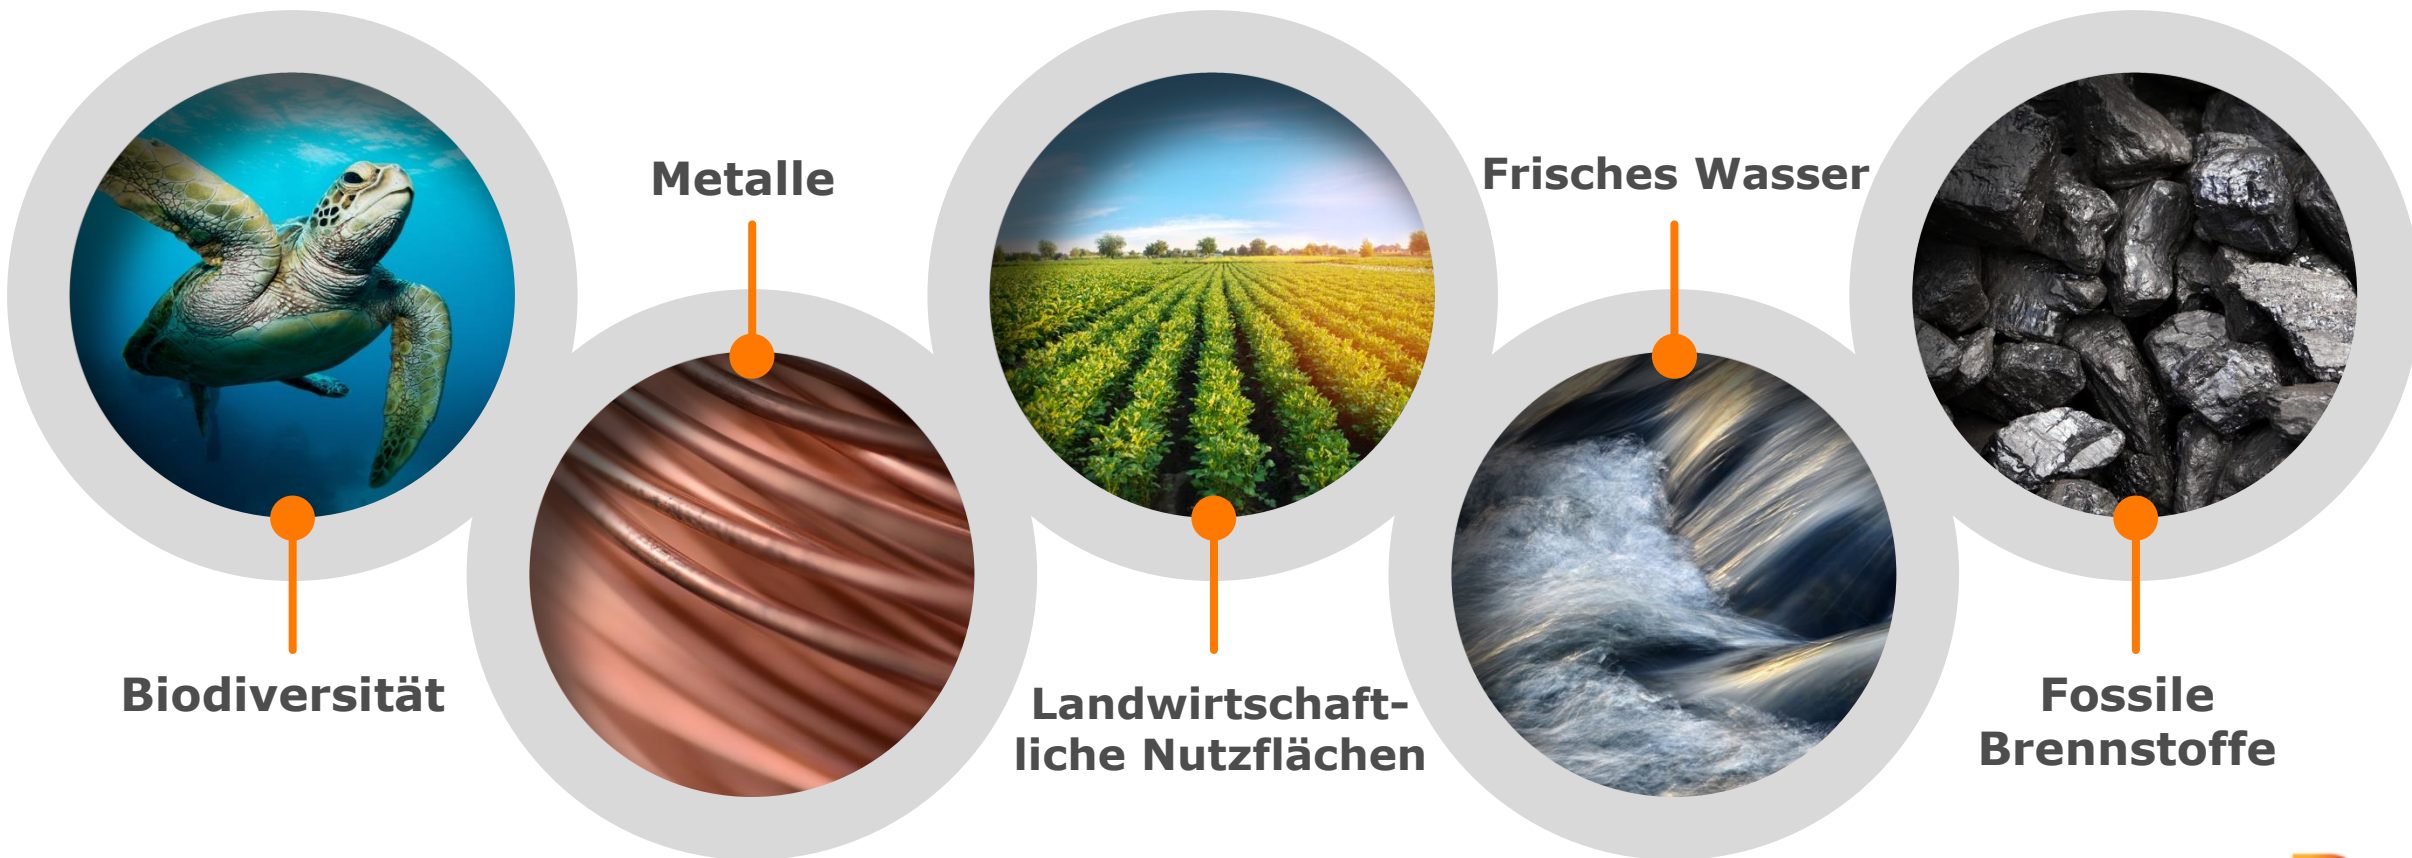 Biodiversität
Metalle
Landwirtschaft-
liche Nutzflächen
Frisches Wasser
Fossile
Brennstoffe